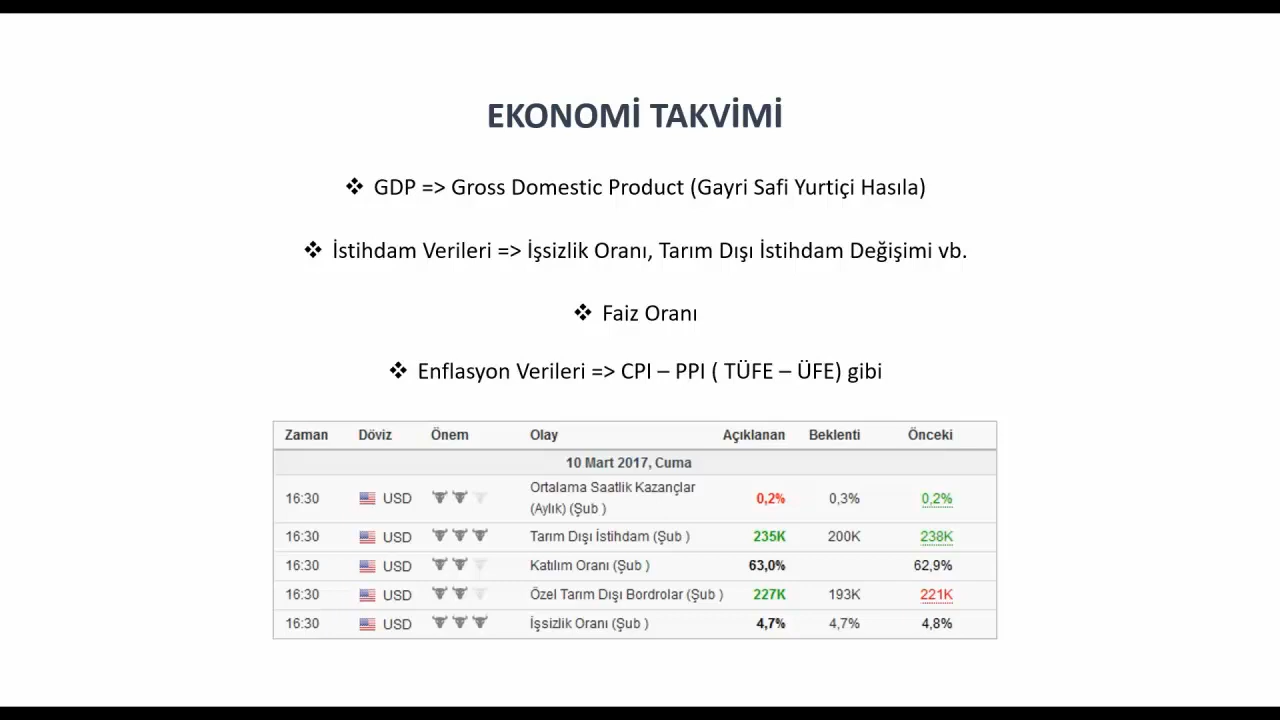 EKONOMİ TAKVİMİ
❖ GDP => Gross Domestic Product (Gayri Safi Yurtiçi Hasıla)
❖ İstihdam Verileri => İşsizlik Oranı, Tarım Dışı İstihdam Değişimi vb.
❖ Faiz Oranı
❖ Enflasyon Verileri => CPI – PPI ( TÜFE – ÜFE) gibi
Zaman Döviz Önem Olay Açıklanan Beklenti Önceki
10 Mart 2017, Cuma
16:30 USD Ortalama Saatlik Kazançlar (Aylık) (Şub ) 0,2% 0,3% 0,2%
16:30 USD Tarım Dışı İstihdam (Şub ) 235K 200K 238K
16:30 USD Katılım Oranı (Şub ) 63,0% 62,9%
16:30 USD Özel Tarım Dışı Bordrolar (Şub ) 227K 193K 221K
16:30 USD İşsizlik Oranı (Şub ) 4,7% 4,7% 4,8%